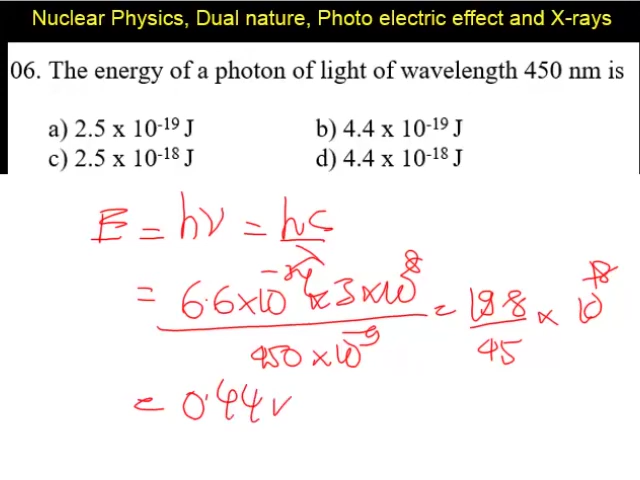 Nuclear Physics, Dual nature, Photo electric effect and X-rays
06. The energy of a photon of light of wavelength 450 nm is
a) 2.5 x 10⁻¹⁹ J b) 4.4 x 10⁻¹⁹ J
c) 2.5 x 10⁻¹⁸ J d) 4.4 x 10⁻¹⁸ J
E = hν = hc/λ
= 6.6×10 × 3×10⁸ / 450×10⁻⁹ = 19.8/45 × 10
= 0.44